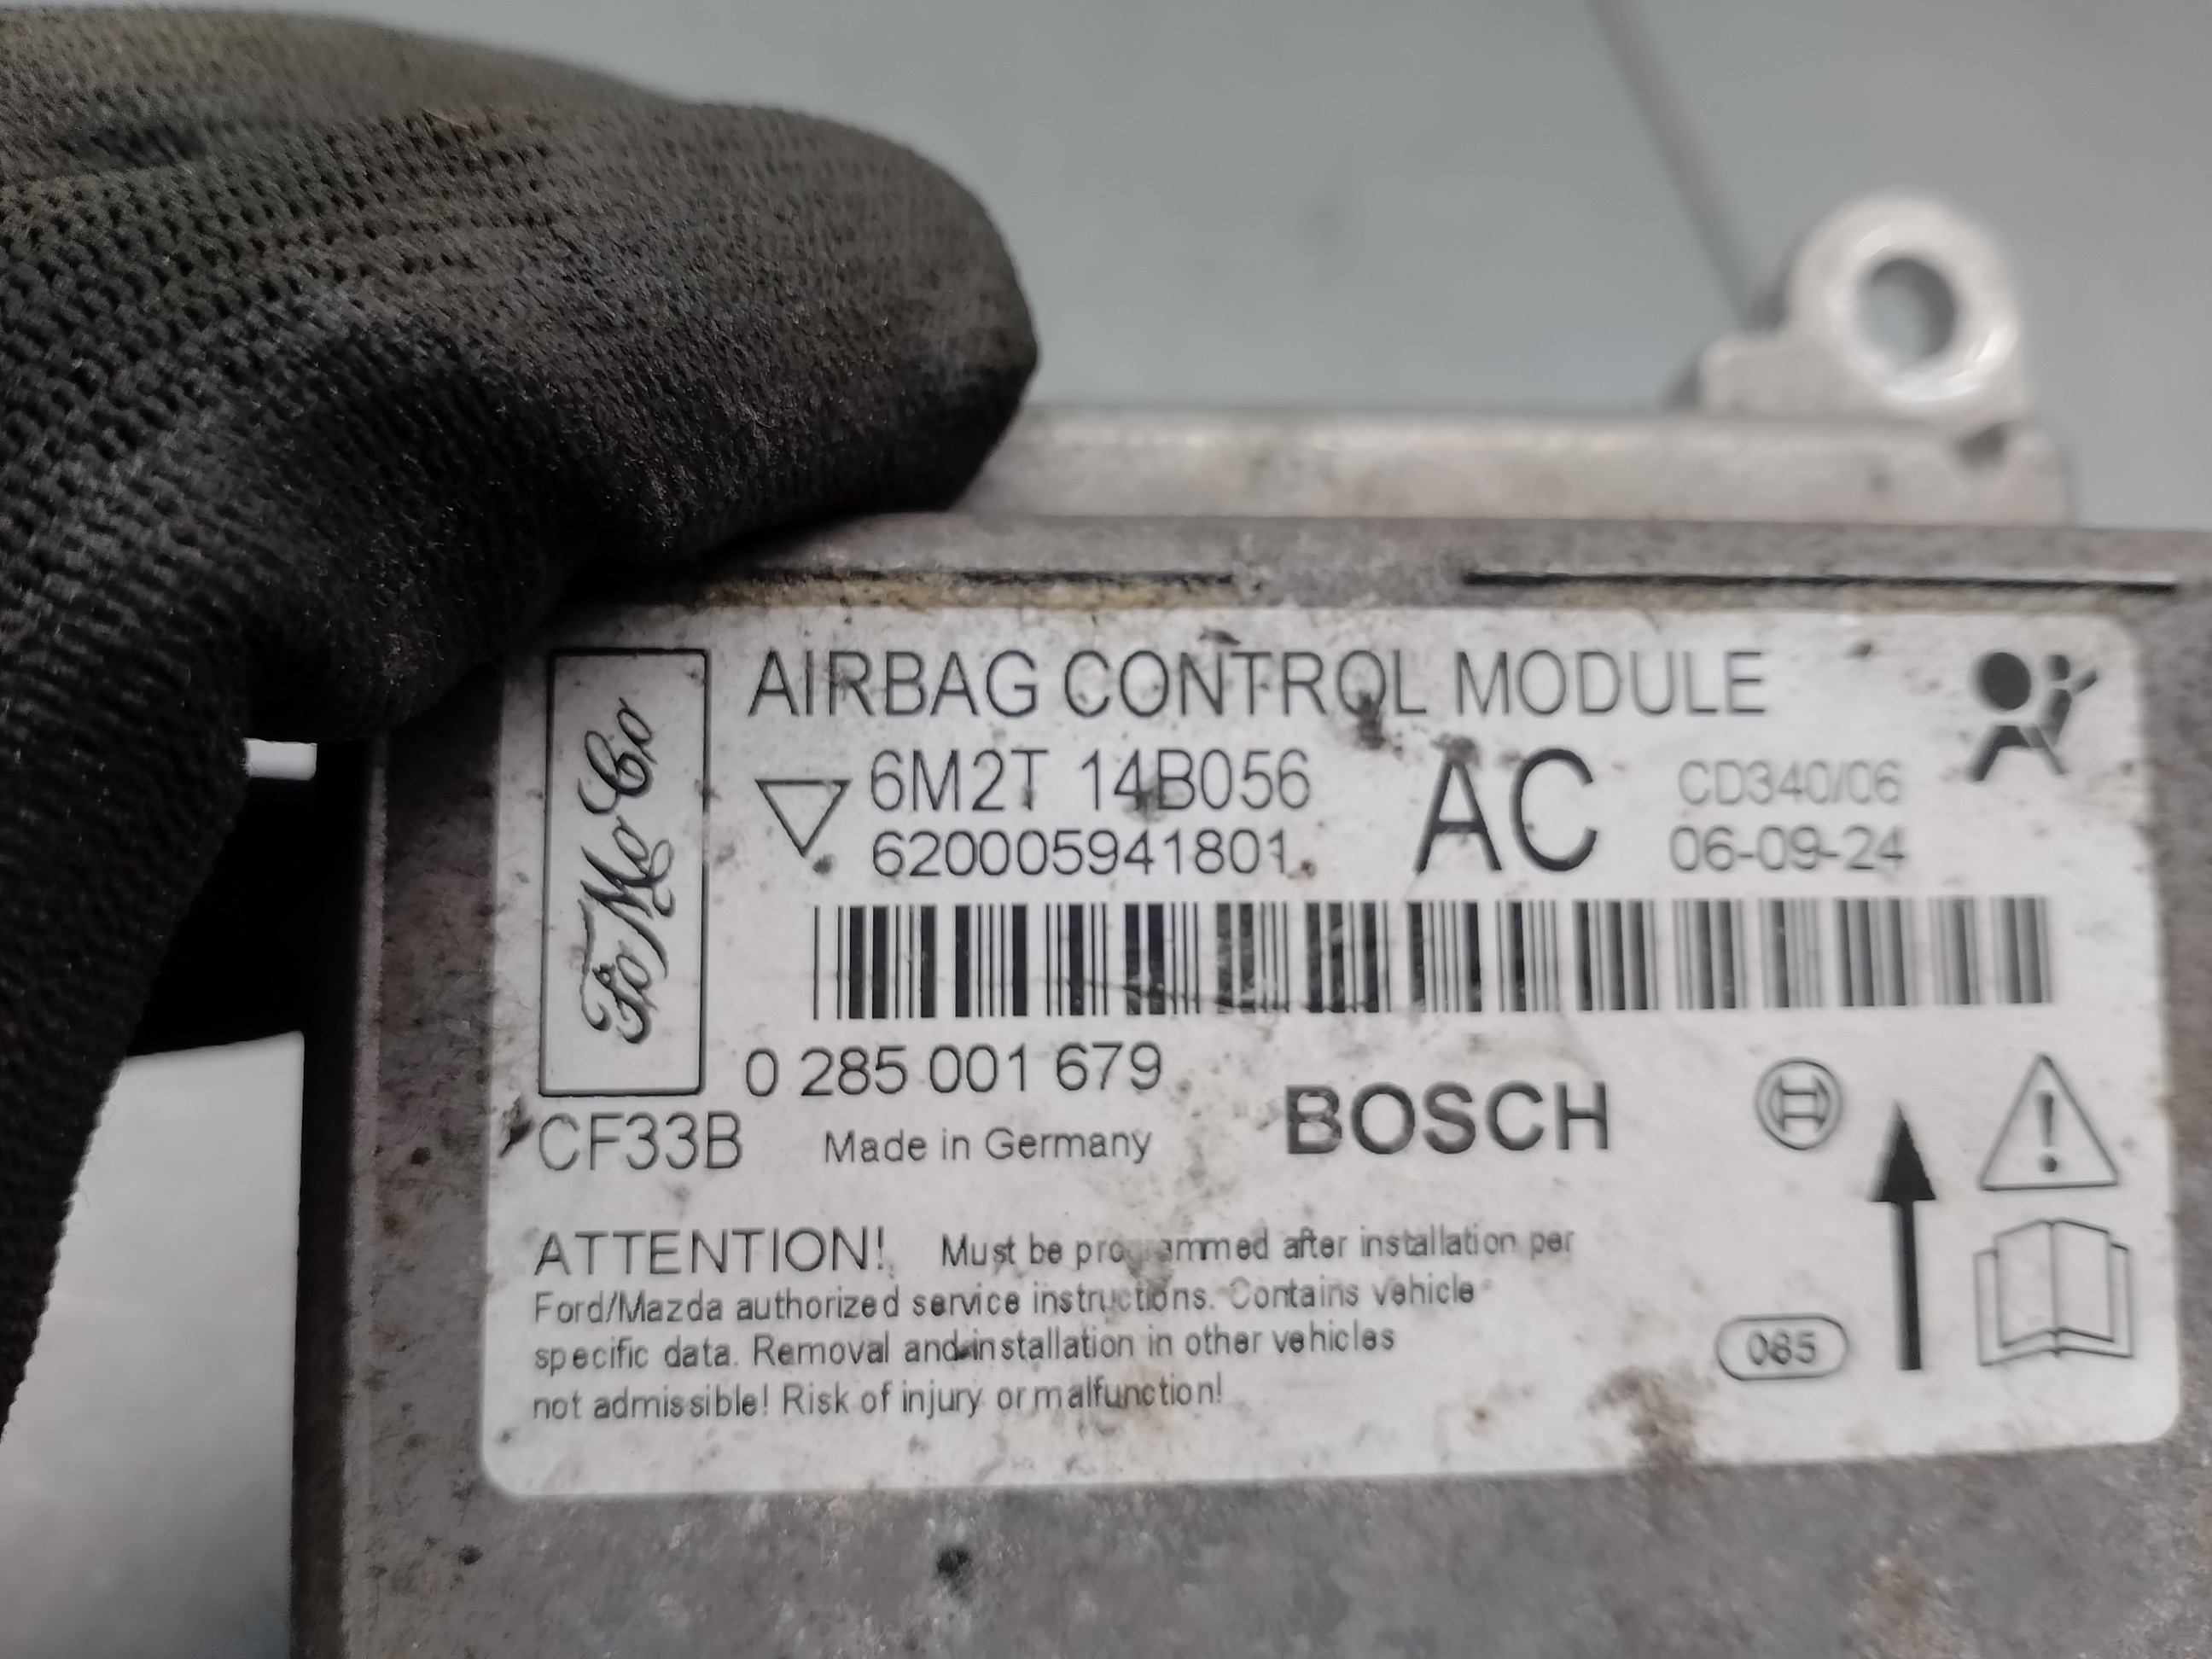 FoMoCo
AIRBAG CONTROL MODULE
6M2T 14B056 AC CD340/06
620005941801 06-09-24
0 285 001 679
CF33B Made in Germany BOSCH
ATTENTION! Must be programmed after installation per
Ford/Mazda authorized service instructions. Contains vehicle
specific data. Removal and installation in other vehicles
not admissible! Risk of injury or malfunction!
085